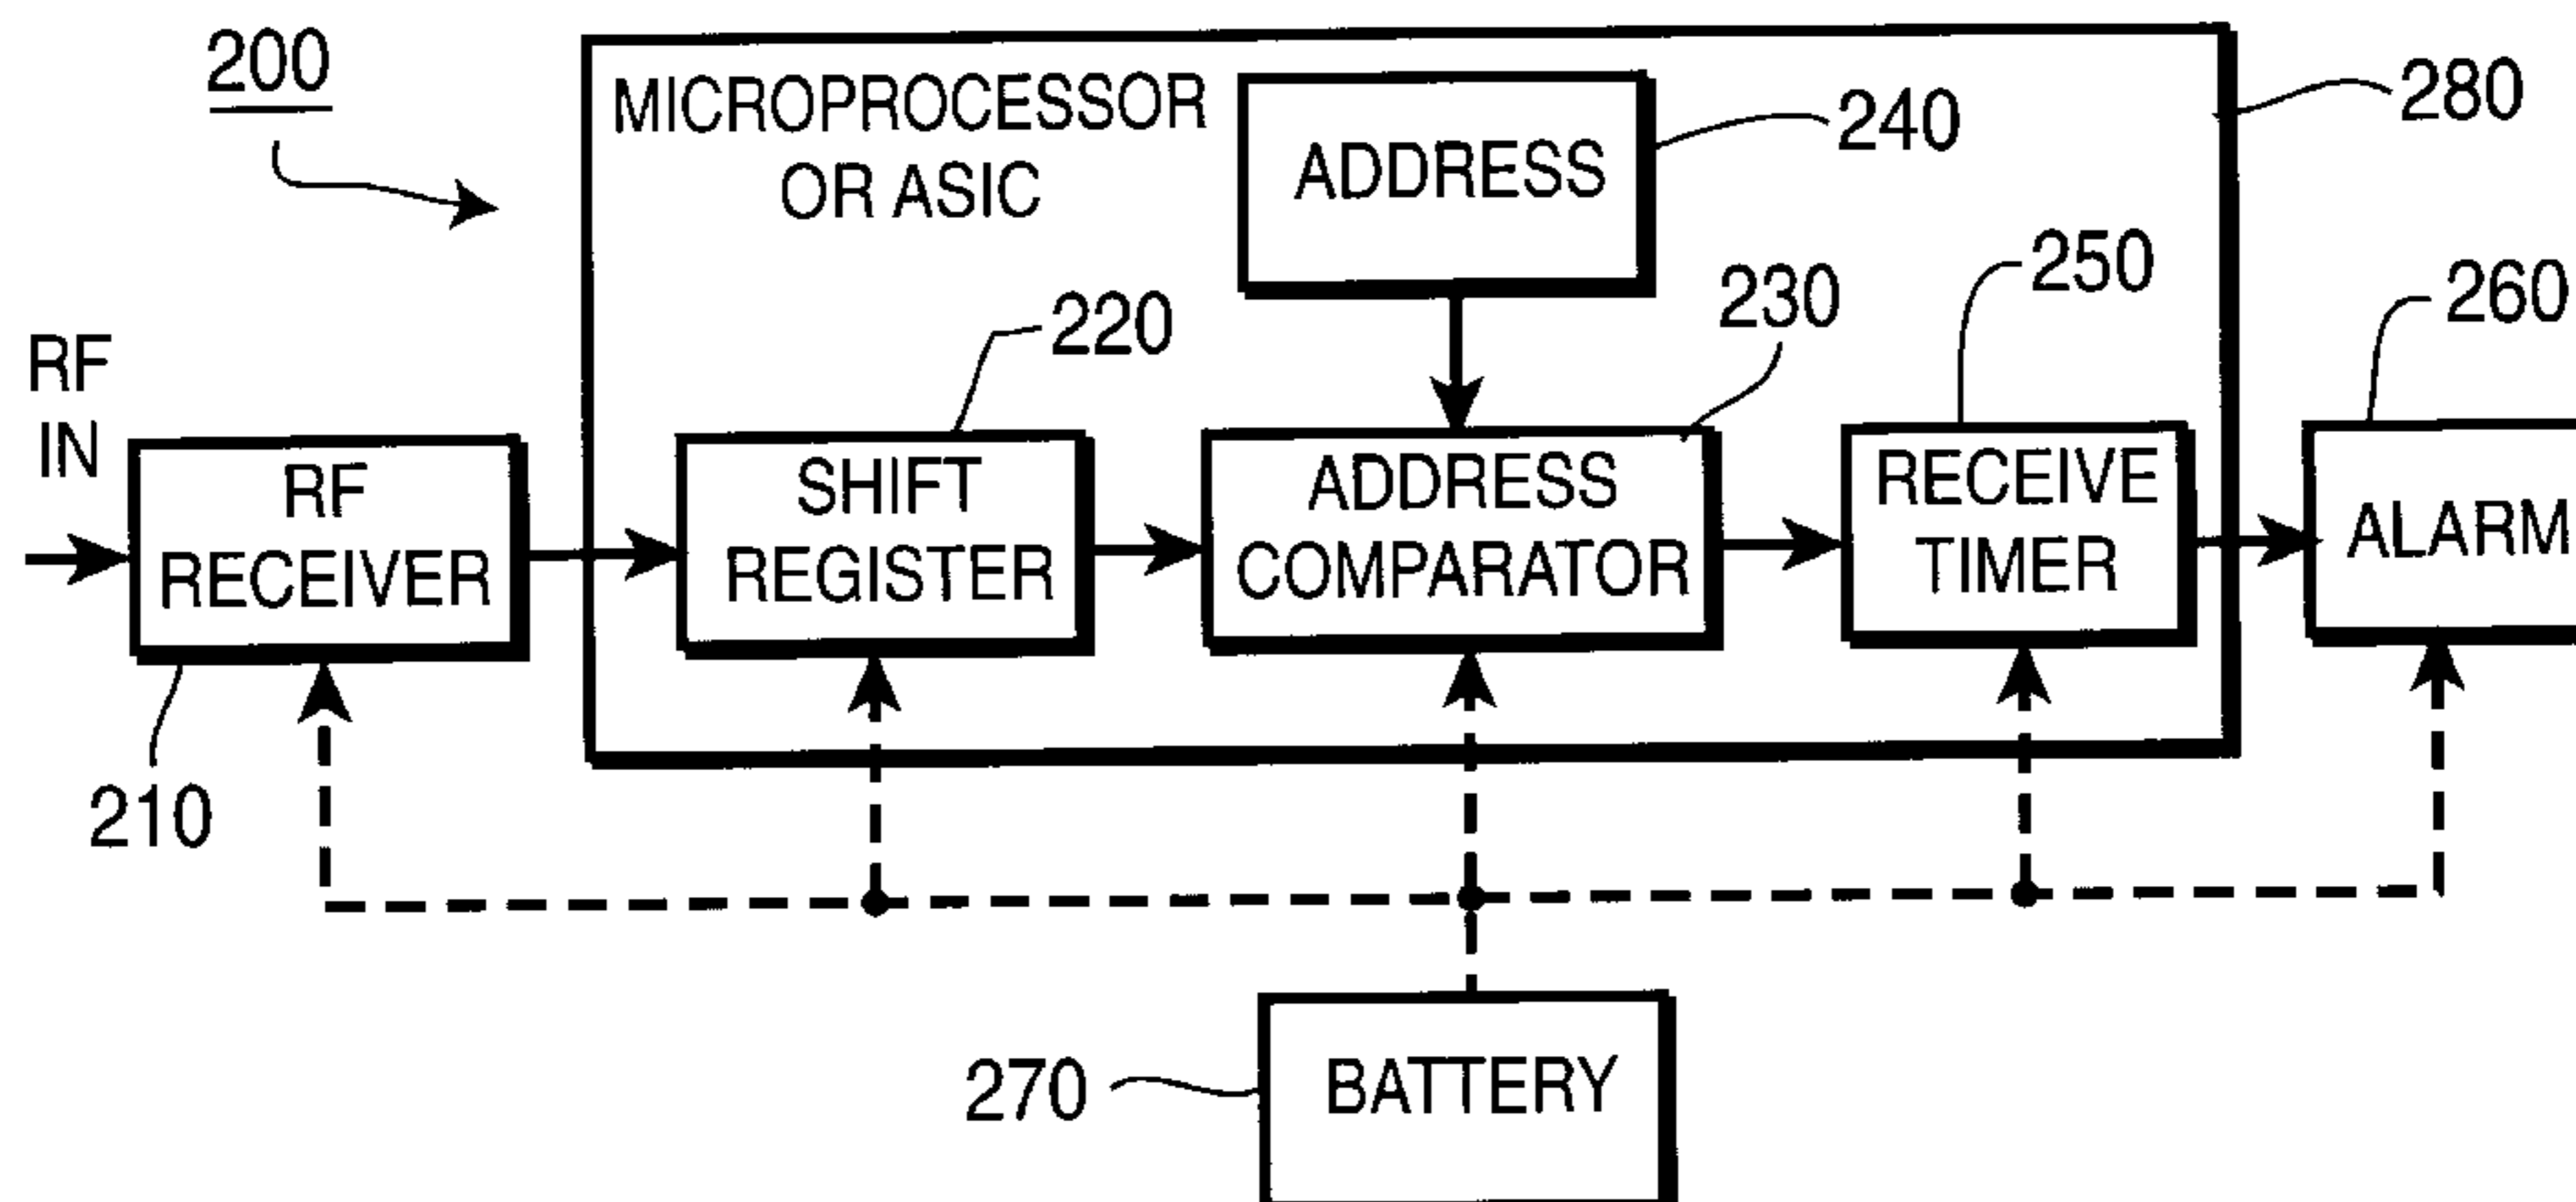 200
MICROPROCESSOR
OR ASIC
ADDRESS
240
280
220
230
250
260
RF
IN
RF
RECEIVER
SHIFT
REGISTER
ADDRESS
COMPARATOR
RECEIVE
TIMER
ALARM
210
270
BATTERY